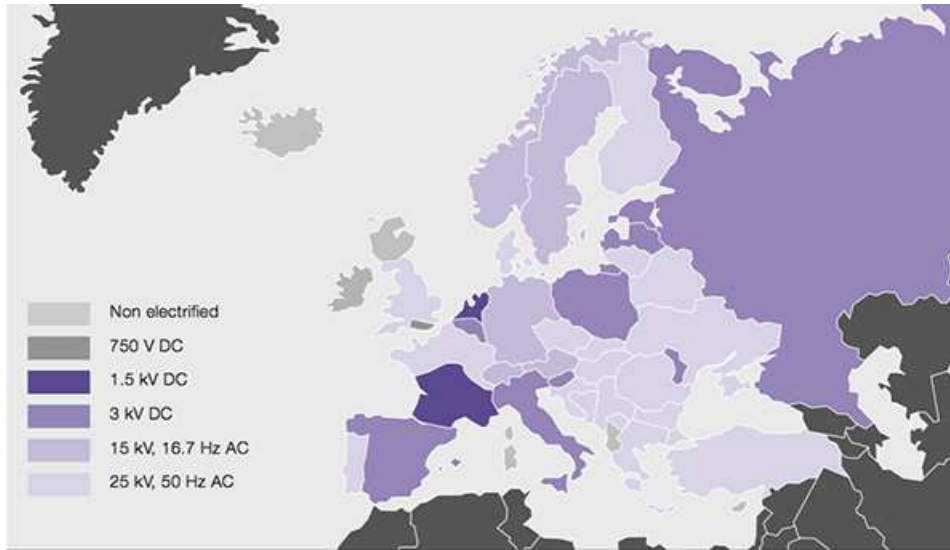 Non electrified
750 V DC
1.5 kV DC
3 kV DC
15 kV, 16.7 Hz AC
25 kV, 50 Hz AC